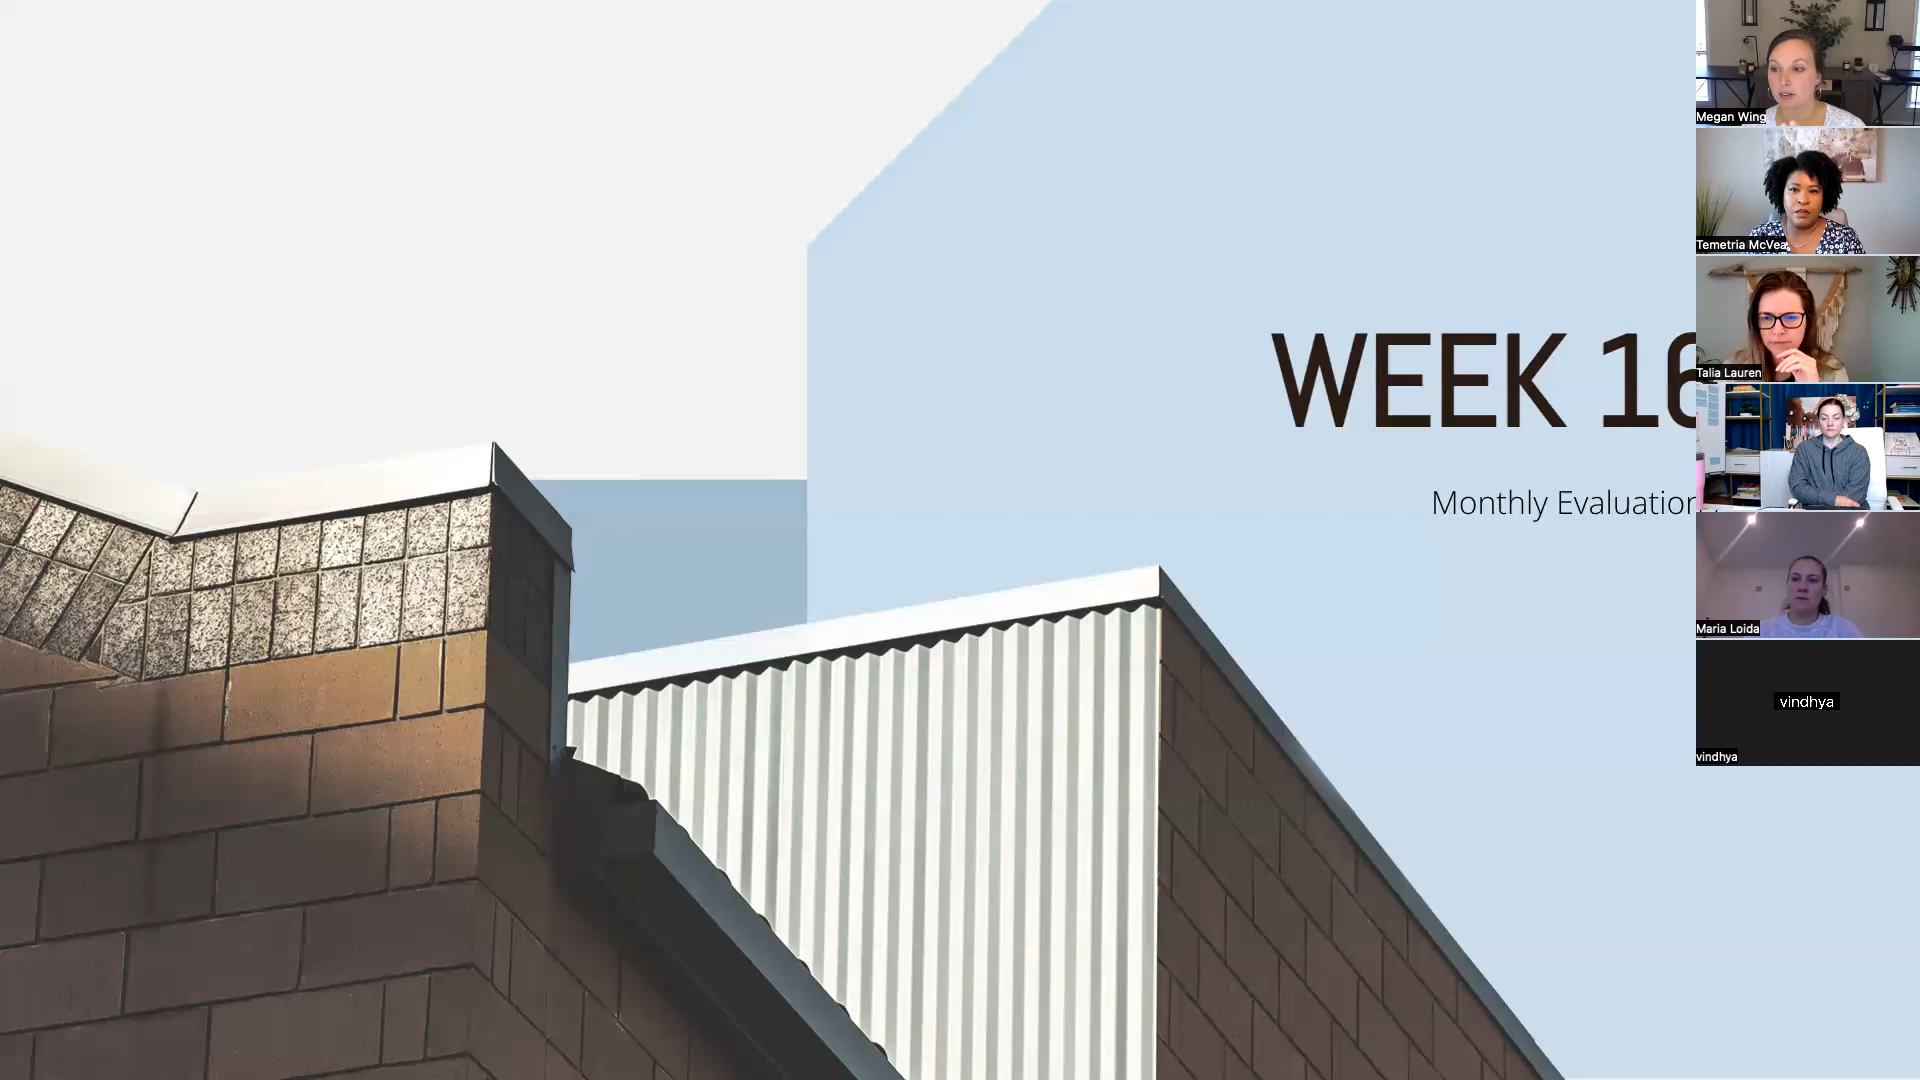 WEEK 16
Monthly Evaluation
Megan Wing
Temetria McVea
Talia Lauren
Maria Loida
vindhya
vindhya